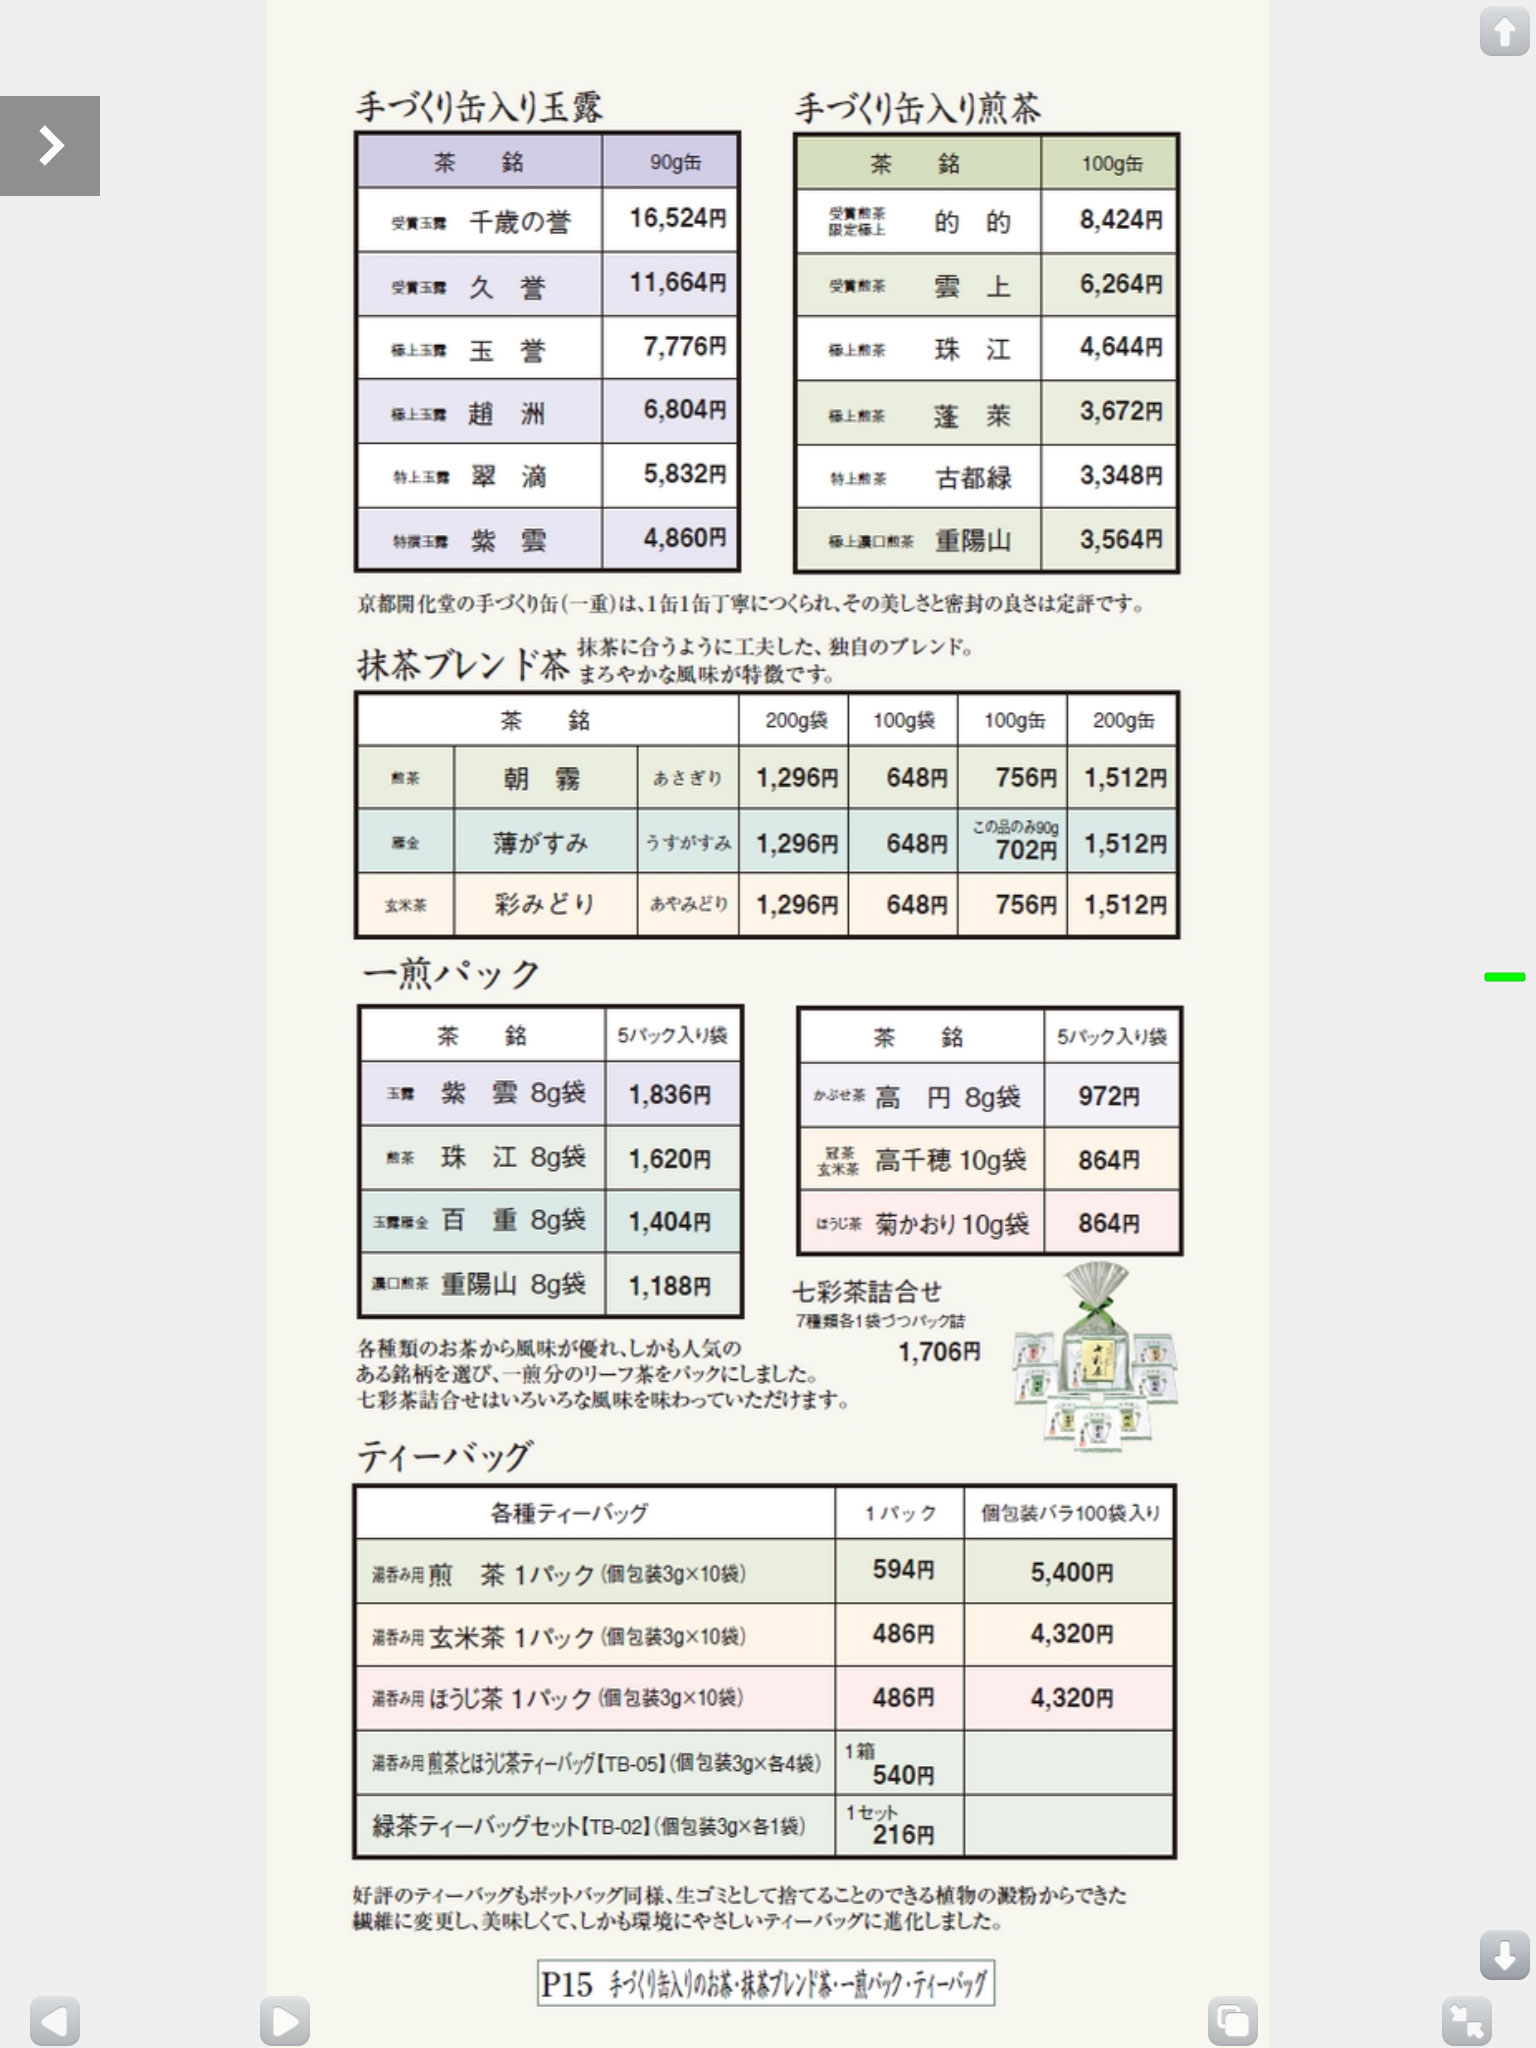 手づくり缶入り玉露
茶　銘 90g缶
受賞玉露 千歳の誉 16,524円
受賞玉露 久　誉 11,664円
極上玉露 玉　誉 7,776円
極上玉露 趙　洲 6,804円
特上玉露 翠　滴 5,832円
特撰玉露 紫　雲 4,860円
手づくり缶入り煎茶
茶　銘 100g缶
受賞煎茶
限定極上 的　的 8,424円
受賞煎茶 雲　上 6,264円
極上煎茶 珠　江 4,644円
極上煎茶 蓬　萊 3,672円
特上煎茶 古都緑 3,348円
極上濃口煎茶 重陽山 3,564円
京都開化堂の手づくり缶(一重)は、1缶1缶丁寧につくられ、その美しさと密封の良さは定評です。
抹茶ブレンド茶
抹茶に合うように工夫した、独自のブレンド。
まろやかな風味が特徴です。
茶　銘 200g袋 100g袋 100g缶 200g缶
煎茶 朝　霧 あさぎり 1,296円 648円 756円 1,512円
雁金 薄がすみ うすがすみ 1,296円 648円 この品のみ90g 702円 1,512円
玄米茶 彩みどり あやみどり 1,296円 648円 756円 1,512円
一煎パック
茶　銘 5パック入り袋
玉露 紫　雲 8g袋 1,836円
煎茶 珠　江 8g袋 1,620円
玉露雁金 百　重 8g袋 1,404円
濃口煎茶 重陽山 8g袋 1,188円
茶　銘 5パック入り袋
かぶせ茶 高　円 8g袋 972円
冠茶
玄米茶 高千穂 10g袋 864円
ほうじ茶 菊かおり 10g袋 864円
各種類のお茶から風味が優れ、しかも人気の
ある銘柄を選び、一煎分のリーフ茶をパックにしました。
七彩茶詰合せはいろいろな風味を味わっていただけます。
七彩茶詰合せ
7種類各1袋づつパック詰
1,706円
七彩茶
ティーバッグ
各種ティーバッグ 1パック 個包装バラ100袋入り
湯呑み用 煎　茶 1パック (個包装3g×10袋) 594円 5,400円
湯呑み用 玄米茶 1パック (個包装3g×10袋) 486円 4,320円
湯呑み用 ほうじ茶 1パック (個包装3g×10袋) 486円 4,320円
湯呑み用 煎茶とほうじ茶ティーバッグ【TB-05】(個包装3g×各4袋) 1箱 540円
緑茶ティーバッグセット【TB-02】(個包装3g×各1袋) 1セット 216円
好評のティーバッグもポットバッグ同様、生ゴミとして捨てることのできる植物の澱粉からできた
繊維に変更し、美味しくて、しかも環境にやさしいティーバッグに進化しました。
P15 手づくり缶入りのお茶・抹茶ブレンド茶・一煎パック・ティーバッグ